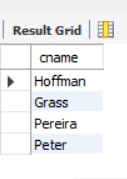 Result Grid
cname
Hoffman
Grass
Pereira
Peter